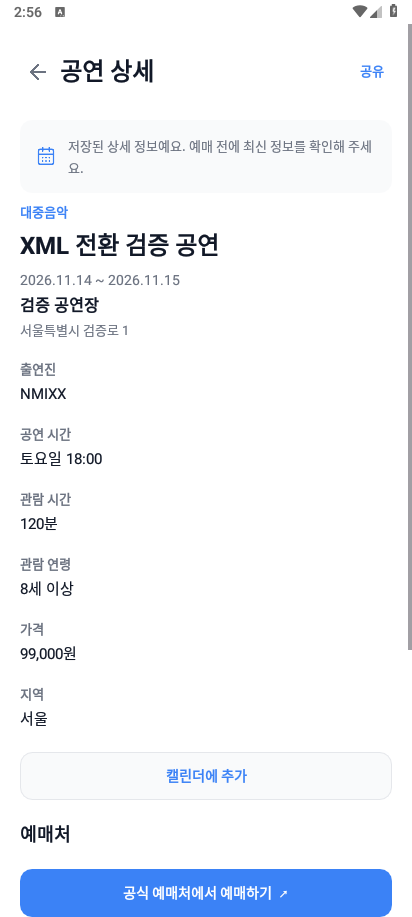 2:56
A
공연 상세
공유
저장된 상세 정보예요. 예매 전에 최신 정보를 확인해 주세
요.
대중음악
XML 전환 검증 공연
2026.11.14 ~ 2026.11.15
검증 공연장
서울특별시 검증로 1
출연진
NMIXX
공연 시간
토요일 18:00
관람 시간
120분
관람 연령
8세 이상
가격
99,000원
지역
서울
캘린더에 추가
예매처
공식 예매처에서 예매하기 ↗